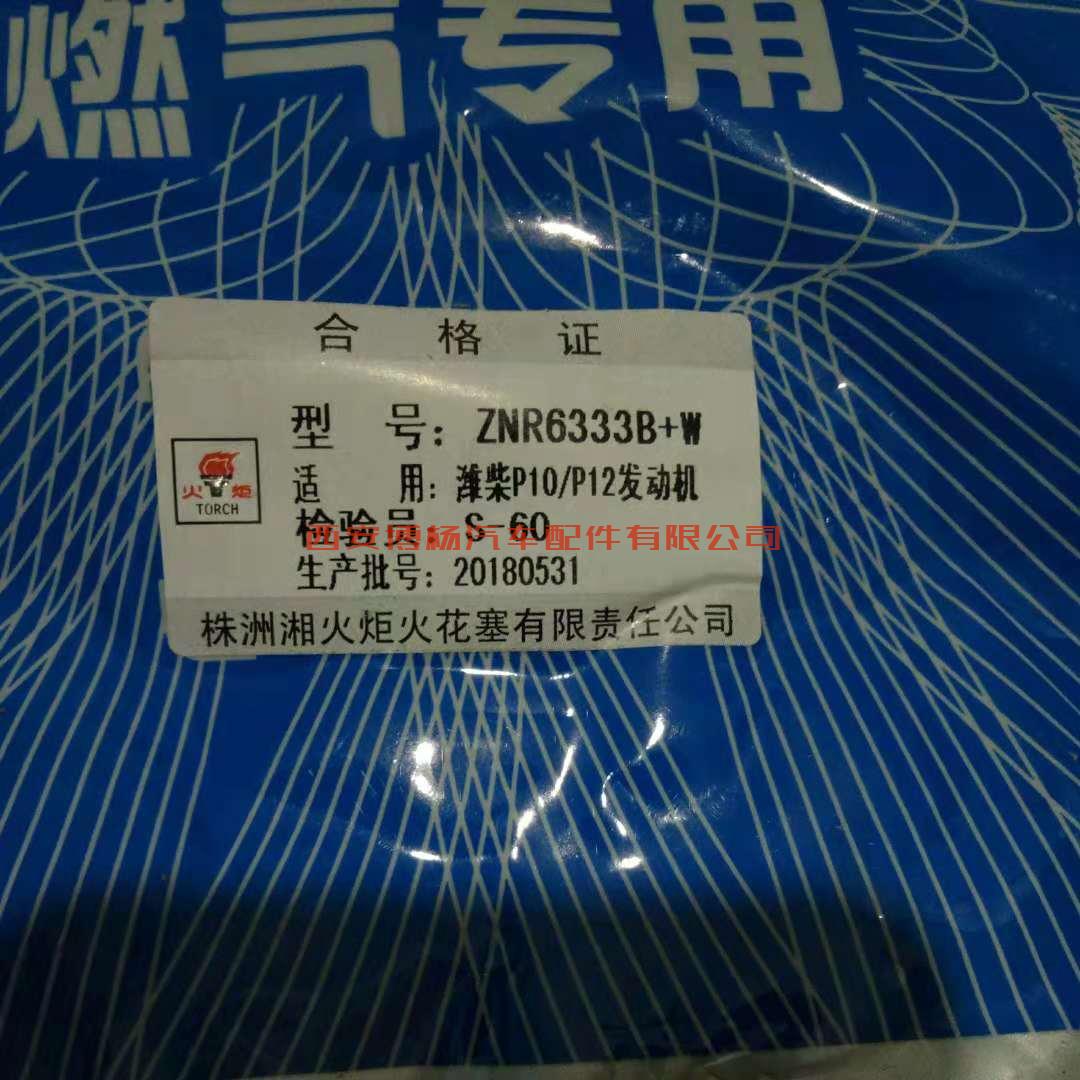 燃气专用
合格证
型号：ZNR6333B+W
适用：潍柴P10/P12发动机
检验员：S-60
西安博杨汽车配件有限公司
生产批号：20180531
火炬
TORCH
株洲湘火炬火花塞有限责任公司